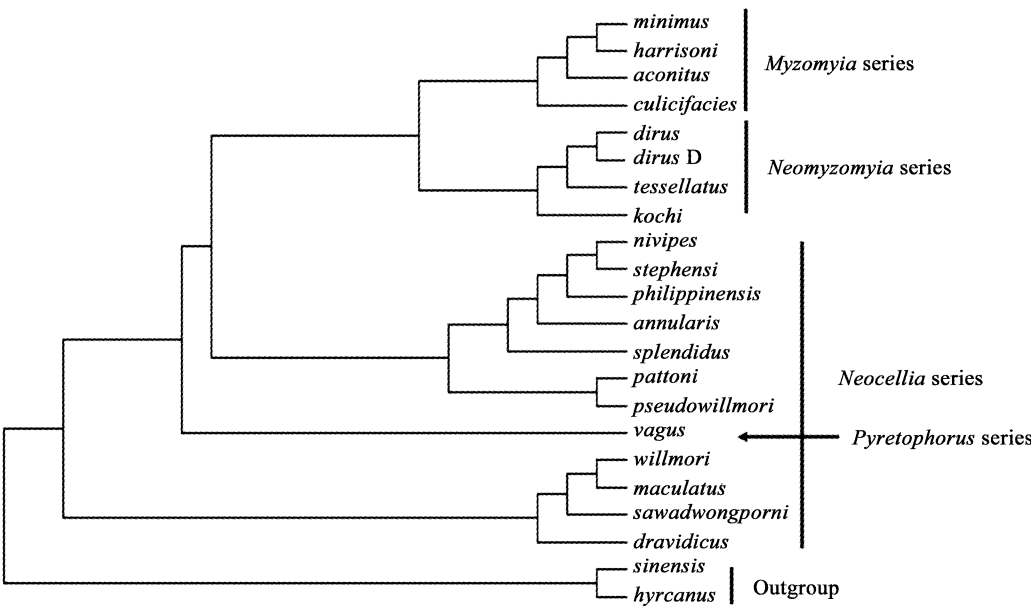 minimus
harrisoni
aconitus
culicifacies
Myzomyia series
dirus
dirus D
tessellatus
kochi
Neomyzomyia series
nivipes
stephensi
philippinensis
annularis
splendidus
pattoni
pseudowillmori
Neocellia series
vagus
Pyretophorus series
willmori
maculatus
sawadwongporni
dravidicus
sinensis
hyrcanus
Outgroup